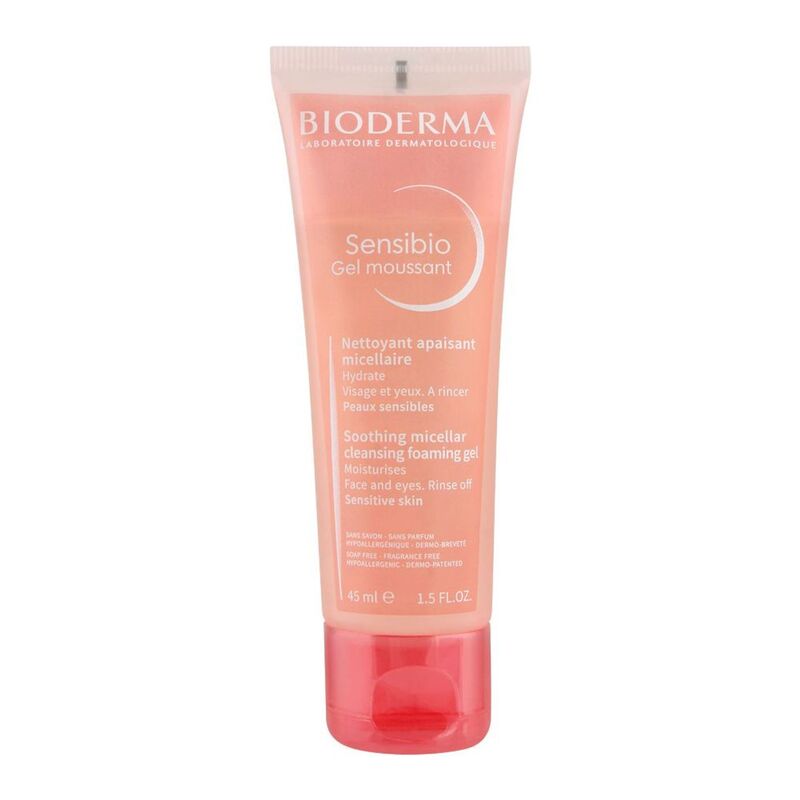 BIODERMA
LABORATOIRE DERMATOLOGIQUE
Sensibio
Gel moussant
Nettoyant apaisant
micellaire
Hydrate
Visage et yeux. A rincer
Peaux sensibles
Soothing micellar
cleansing foaming gel
Moisturises
Face and eyes. Rinse off
Sensitive skin
SANS SAVON - SANS PARFUM
HYPOALLERGÉNIQUE - DERMO-BREVETÉ
SOAP FREE - FRAGRANCE FREE
HYPOALLERGENIC - DERMO-PATENTED
45 ml ℮ 1.5 FL.OZ.